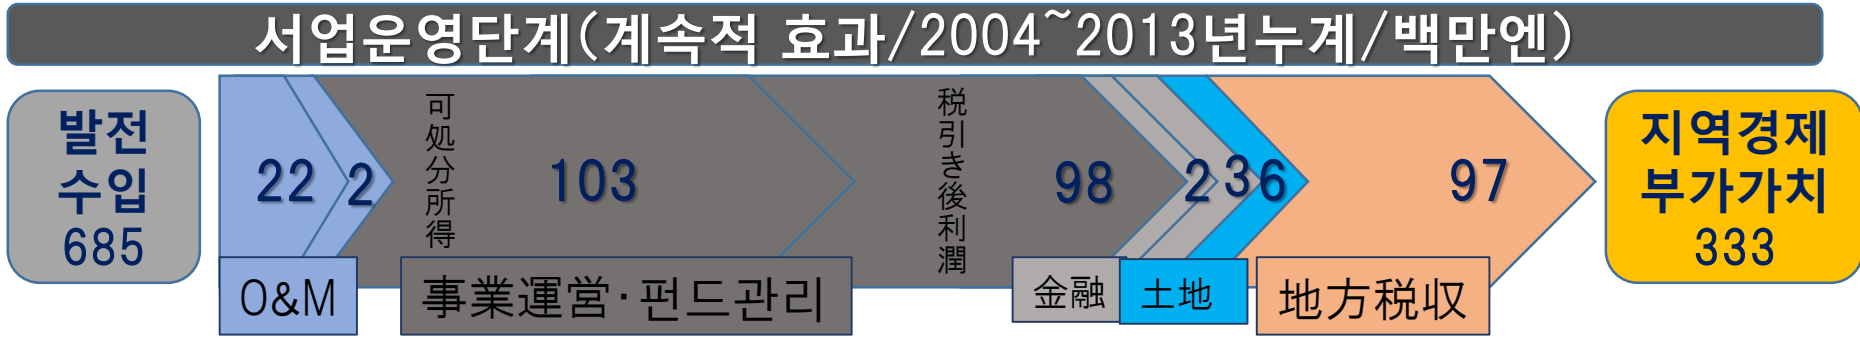 서업운영단계(계속적 효과/2004~2013년누계/백만엔)
발전
수입
685
22
2
可処分所得
103
税引き後利潤
98
2
3
6
97
지역경제
부가가치
333
O&M
事業運営·펀드관리
金融
土地
地方税収